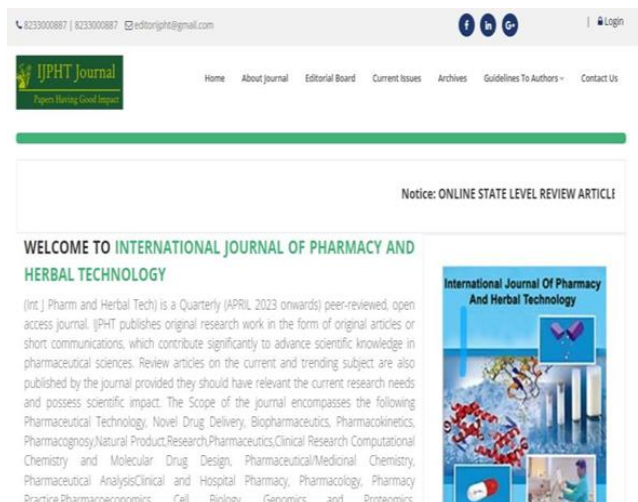 8233000887 | 8233000887 editorijpht@gmail.com
| Login
IJPHT Journal
Papers Having Good Impact
Home About Journal Editorial Board Current Issues Archives Guidelines To Authors Contact Us
Notice: ONLINE STATE LEVEL REVIEW ARTICLE
WELCOME TO INTERNATIONAL JOURNAL OF PHARMACY AND
HERBAL TECHNOLOGY
(Int J Pharm and Herbal Tech) is a Quarterly (APRIL 2023 onwards) peer-reviewed, open
access journal. IJPHT publishes original research work in the form of original articles or
short communications, which contribute significantly to advance scientific knowledge in
pharmaceutical sciences. Review articles on the current and trending subject are also
published by the journal provided they should have relevant the current research needs
and possess scientific impact. The Scope of the journal encompasses the following
Pharmaceutical Technology, Novel Drug Delivery, Biopharmaceutics, Pharmacokinetics,
Pharmacognosy,Natural Product,Research,Pharmaceutics,Clinical Research Computational
Chemistry and Molecular Drug Design, Pharmaceutical/Medicinal Chemistry,
Pharmaceutical AnalysisClinical and Hospital Pharmacy, Pharmacology, Pharmacy
Practice,Pharmacoeconomics, Cell Biology, Genomics and Proteomics,
International Journal Of Pharmacy
And Herbal Technology